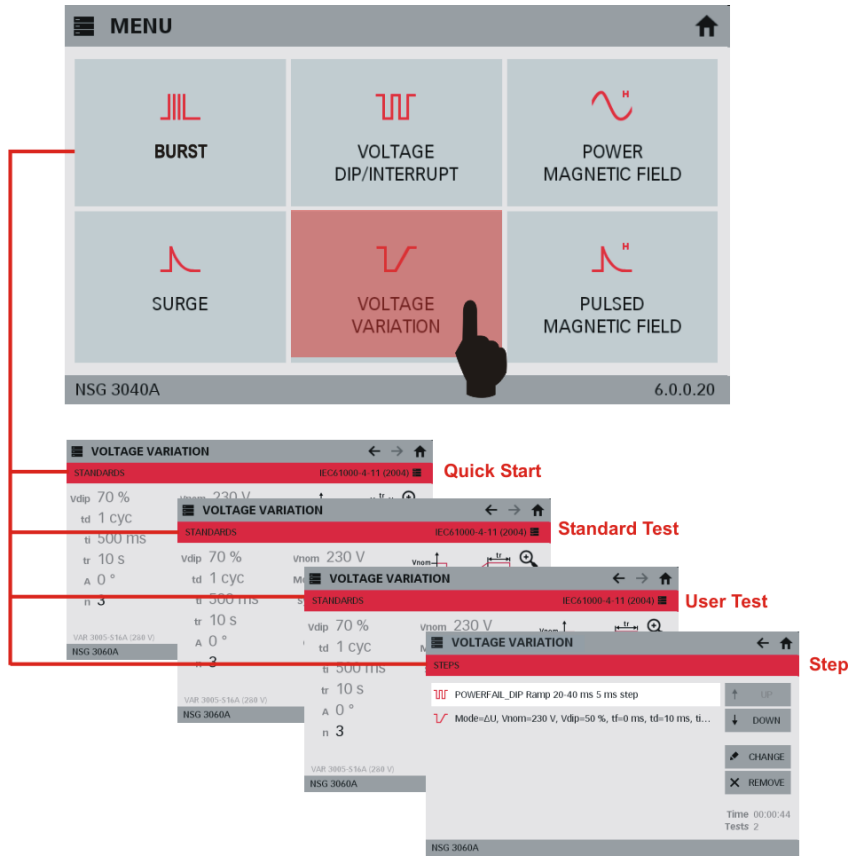 MENU
BURST
VOLTAGE
DIP/INTERRUPT
POWER
H
MAGNETIC FIELD
SURGE
VOLTAGE
VARIATION
H
PULSED
MAGNETIC FIELD
NSG 3040A 6.0.0.20
VOLTAGE VARIATION
STANDARDS IEC61000-4-11 (2004)
Quick Start
Vdip 70 % 230 V tr
td 1 cyc
ti 500 ms
tr 10 s
A 0 °
n 3
VAR 3005-S16A (260 V)
NSG 3060A
VOLTAGE VARIATION
STANDARDS IEC61000-4-11 (2004)
Standard Test
Vdip 70 % Vnom 230 V Vnom tr
td 1 cyc
ti 500 ms
tr 10 s
A 0 °
3
VAR 3005-S16A (260 V)
NSG 3060A
VOLTAGE VARIATION
STANDARDS IEC61000-4-11 (2004)
User Test
Vdip 70 % Vnom 230 V Vnom tr
td 1 cyc
ti 500 ms
tr 10 s
A 0 °
n 3
VAR 3005-S16A (260 V)
NSG 3060A
VOLTAGE VARIATION
STEPS
Step
POWERFAIL_DIP Ramp 20-40 ms 5 ms step
Mode=ΔU, Vnom=230 V, Vdip=50 %, tf=0 ms, td=10 ms, ti...
UP
DOWN
CHANGE
REMOVE
Time 00:00:44
Tests 2
NSG 3060A